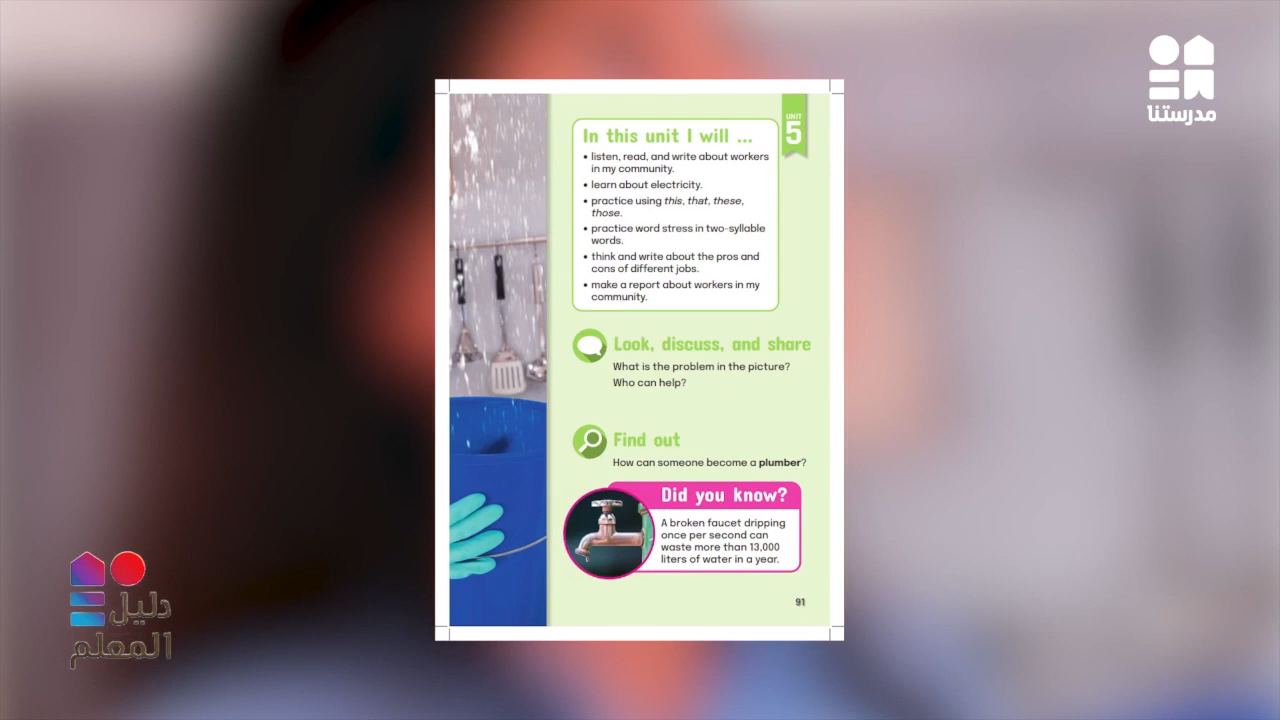 مدرستنا
UNIT
5
In this unit I will ...
• listen, read, and write about workers
in my community.
• learn about electricity.
• practice using this, that, these,
those.
• practice word stress in two-syllable
words.
• think and write about the pros and
cons of different jobs.
• make a report about workers in my
community.
Look, discuss, and share
What is the problem in the picture?
Who can help?
Find out
How can someone become a plumber?
Did you know?
A broken faucet dripping
once per second can
waste more than 13,000
liters of water in a year.
91
دليل
المعلم